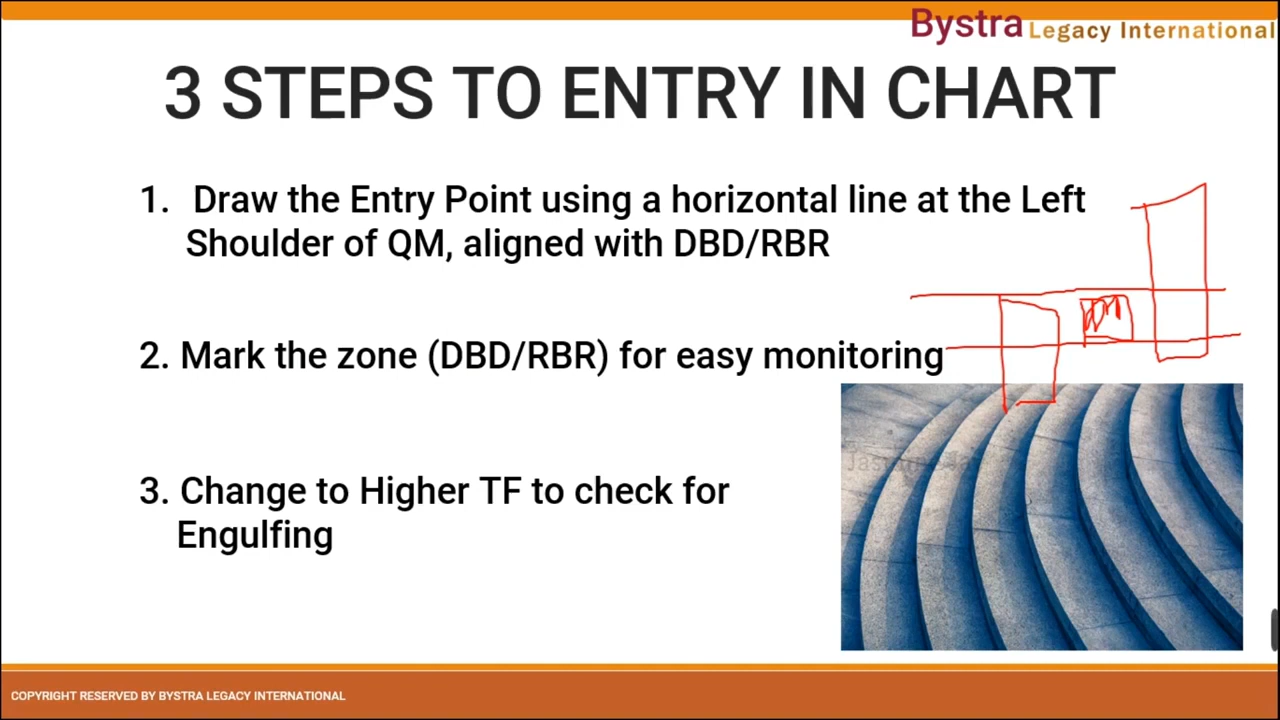 Bystra Legacy International
3 STEPS TO ENTRY IN CHART
1. Draw the Entry Point using a horizontal line at the Left
Shoulder of QM, aligned with DBD/RBR
2. Mark the zone (DBD/RBR) for easy monitoring
3. Change to Higher TF to check for
Engulfing
COPYRIGHT RESERVED BY BYSTRA LEGACY INTERNATIONAL